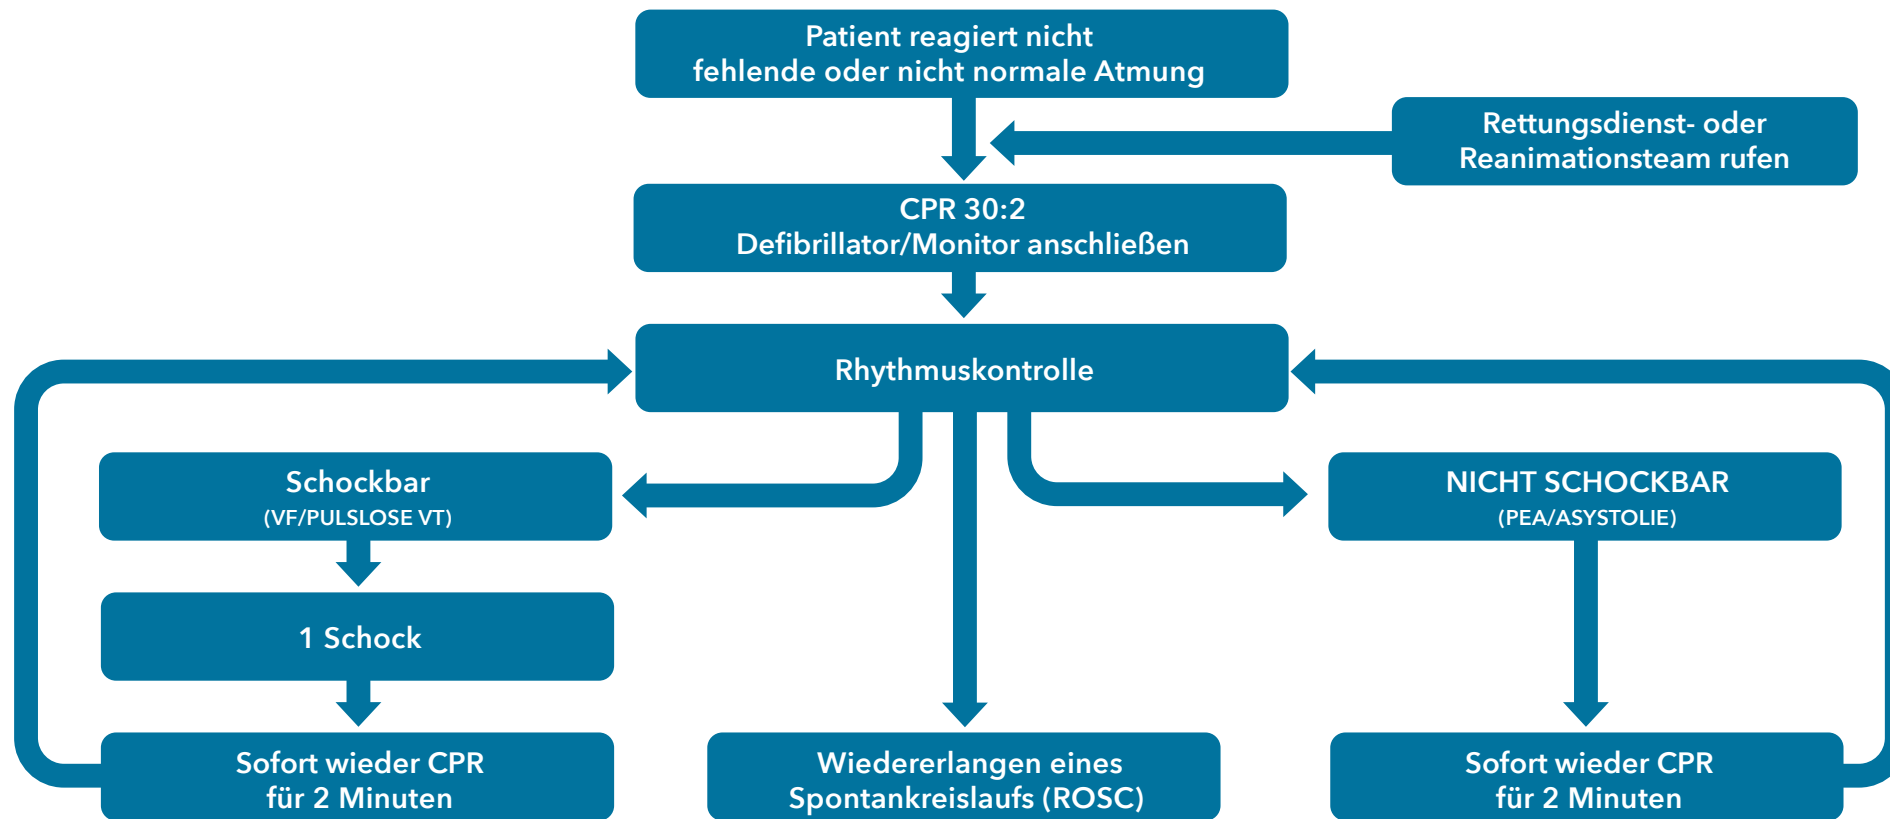 Patient reagiert nicht
fehlende oder nicht normale Atmung
Rettungsdienst- oder
Reanimationsteam rufen
CPR 30:2
Defibrillator/Monitor anschließen
Rhythmuskontrolle
Schockbar
(VF/PULSLOSE VT)
NICHT SCHOCKBAR
(PEA/ASYSTOLIE)
1 Schock
Sofort wieder CPR
für 2 Minuten
Wiedererlangen eines
Spontankreislaufs (ROSC)
Sofort wieder CPR
für 2 Minuten